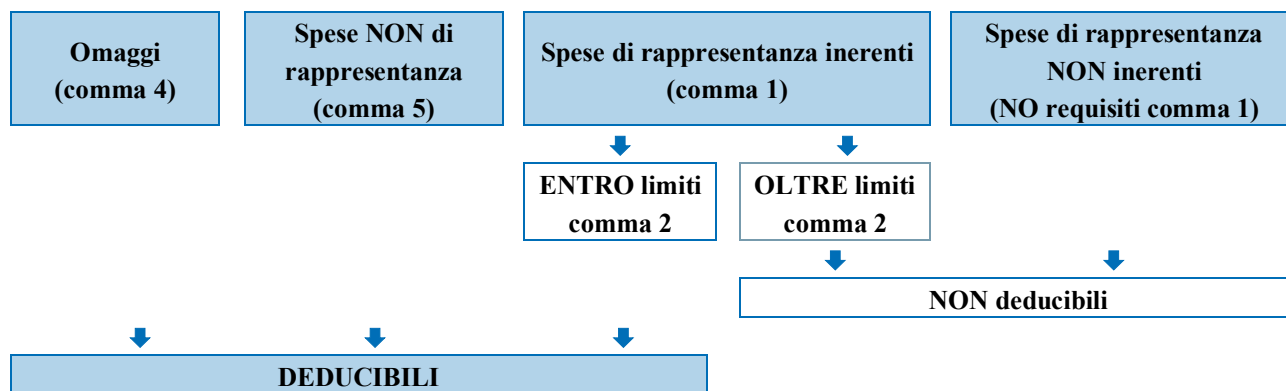 Omaggi
(comma 4)
Spese NON di
rappresentanza
(comma 5)
Spese di rappresentanza inerenti
(comma 1)
Spese di rappresentanza
NON inerenti
(NO requisiti comma 1)
ENTRO limiti
comma 2
OLTRE limiti
comma 2
NON deducibili
DEDUCIBILI